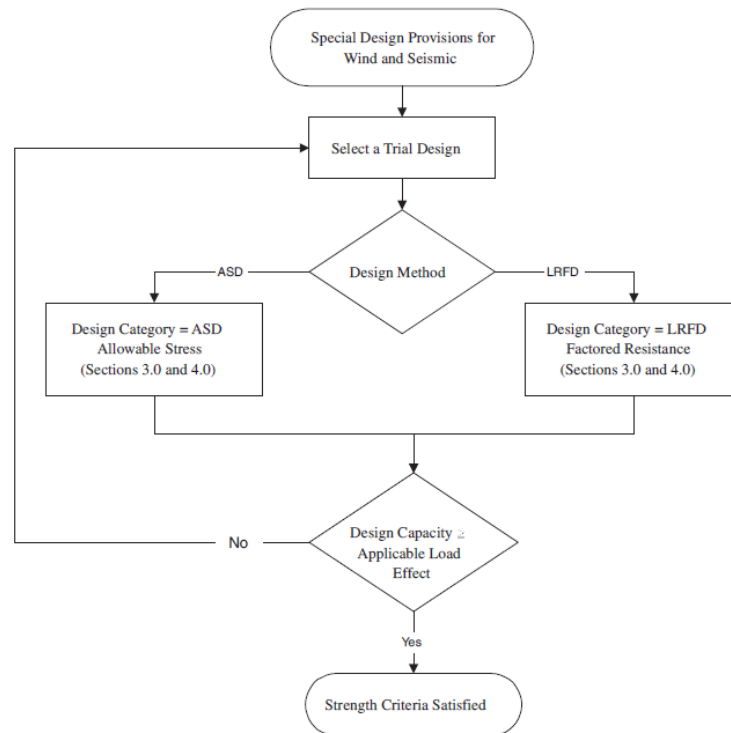 Special Design Provisions for
Wind and Seismic
Select a Trial Design
Design Method
ASD
LRFD
Design Category = ASD
Allowable Stress
(Sections 3.0 and 4.0)
Design Category = LRFD
Factored Resistance
(Sections 3.0 and 4.0)
Design Capacity ≥
Applicable Load
Effect
No
Yes
Strength Criteria Satisfied